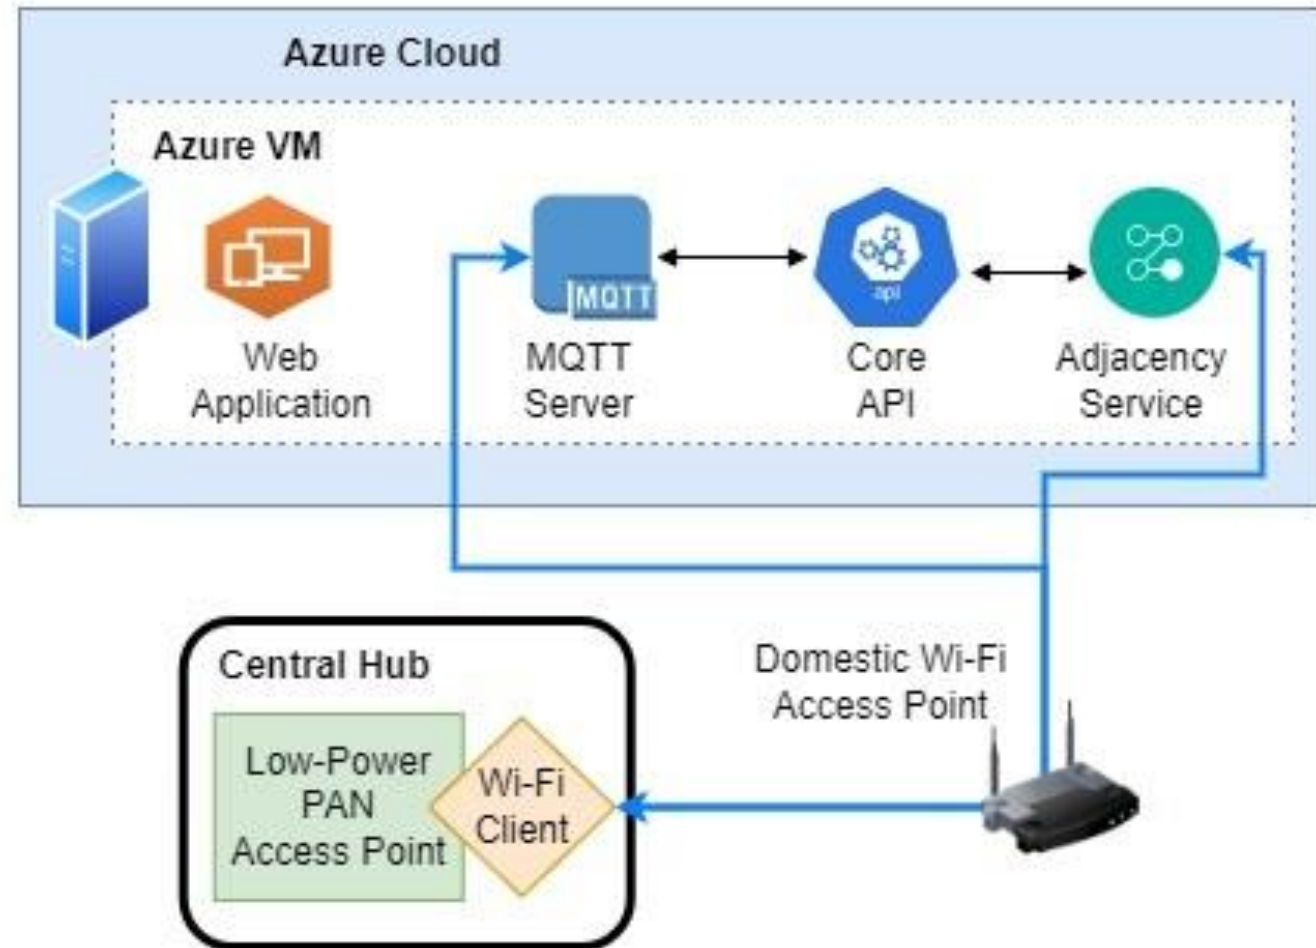 Azure Cloud
Azure VM
MQTT
api
Web
Application
MQTT
Server
Core
API
Adjacency
Service
Central Hub
Low-Power
PAN
Access Point
Wi-Fi
Client
Domestic Wi-Fi
Access Point